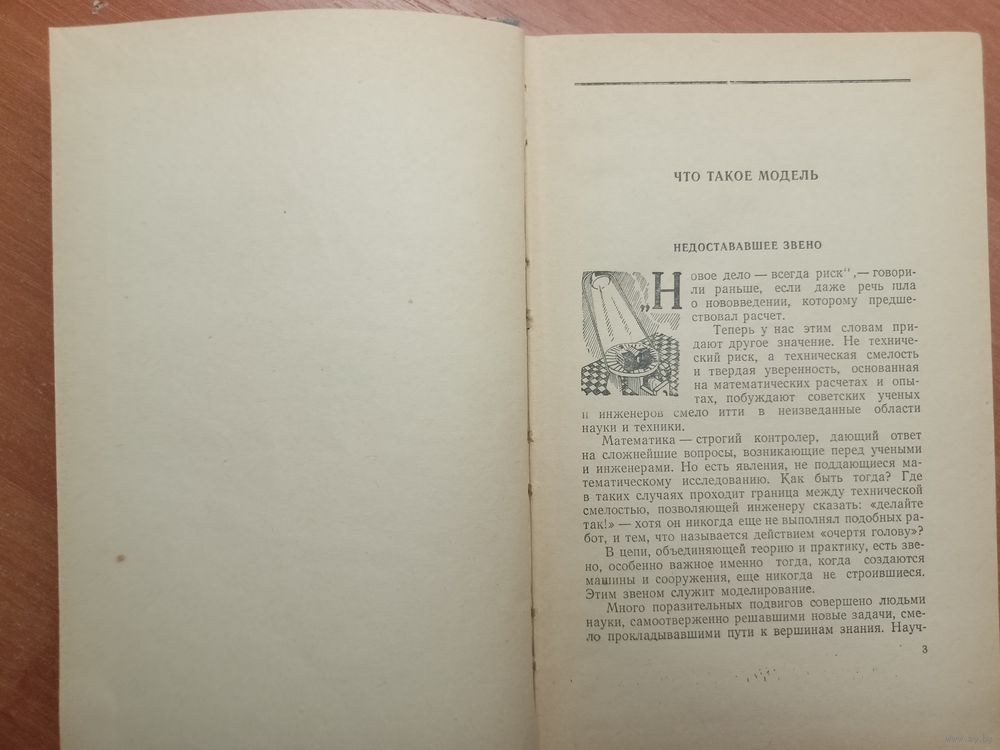 ЧТО ТАКОЕ МОДЕЛЬ
НЕДОСТАВАВШЕЕ ЗВЕНО
„Новое дело — всегда риск“,— говори-
ли раньше, если даже речь шла
о нововведении, которому предше-
ствовал расчет.
Теперь у нас этим словам при-
дают другое значение. Не техниче-
ский риск, а техническая смелость
и твердая уверенность, основанная
на математических расчетах и опы-
тах, побуждают советских ученых
и инженеров смело итти в неизведанные области
науки и техники.
Математика — строгий контролер, дающий ответ
на сложнейшие вопросы, возникающие перед учеными
и инженерами. Но есть явления, не поддающиеся ма-
тематическому исследованию. Как быть тогда? Где
в таких случаях проходит граница между технической
смелостью, позволяющей инженеру сказать: «делайте
так!» — хотя он никогда еще не выполнял подобных ра-
бот, и тем, что называется действием «очертя голову»?
В цепи, объединяющей теорию и практику, есть зве-
но, особенно важное именно тогда, когда создаются
машины и сооружения, еще никогда не строившиеся.
Этим звеном служит моделирование.
Много поразительных подвигов совершено людьми
науки, самоотверженно решавшими новые задачи, сме-
ло прокладывавшими пути к вершинам знания. Науч-
3